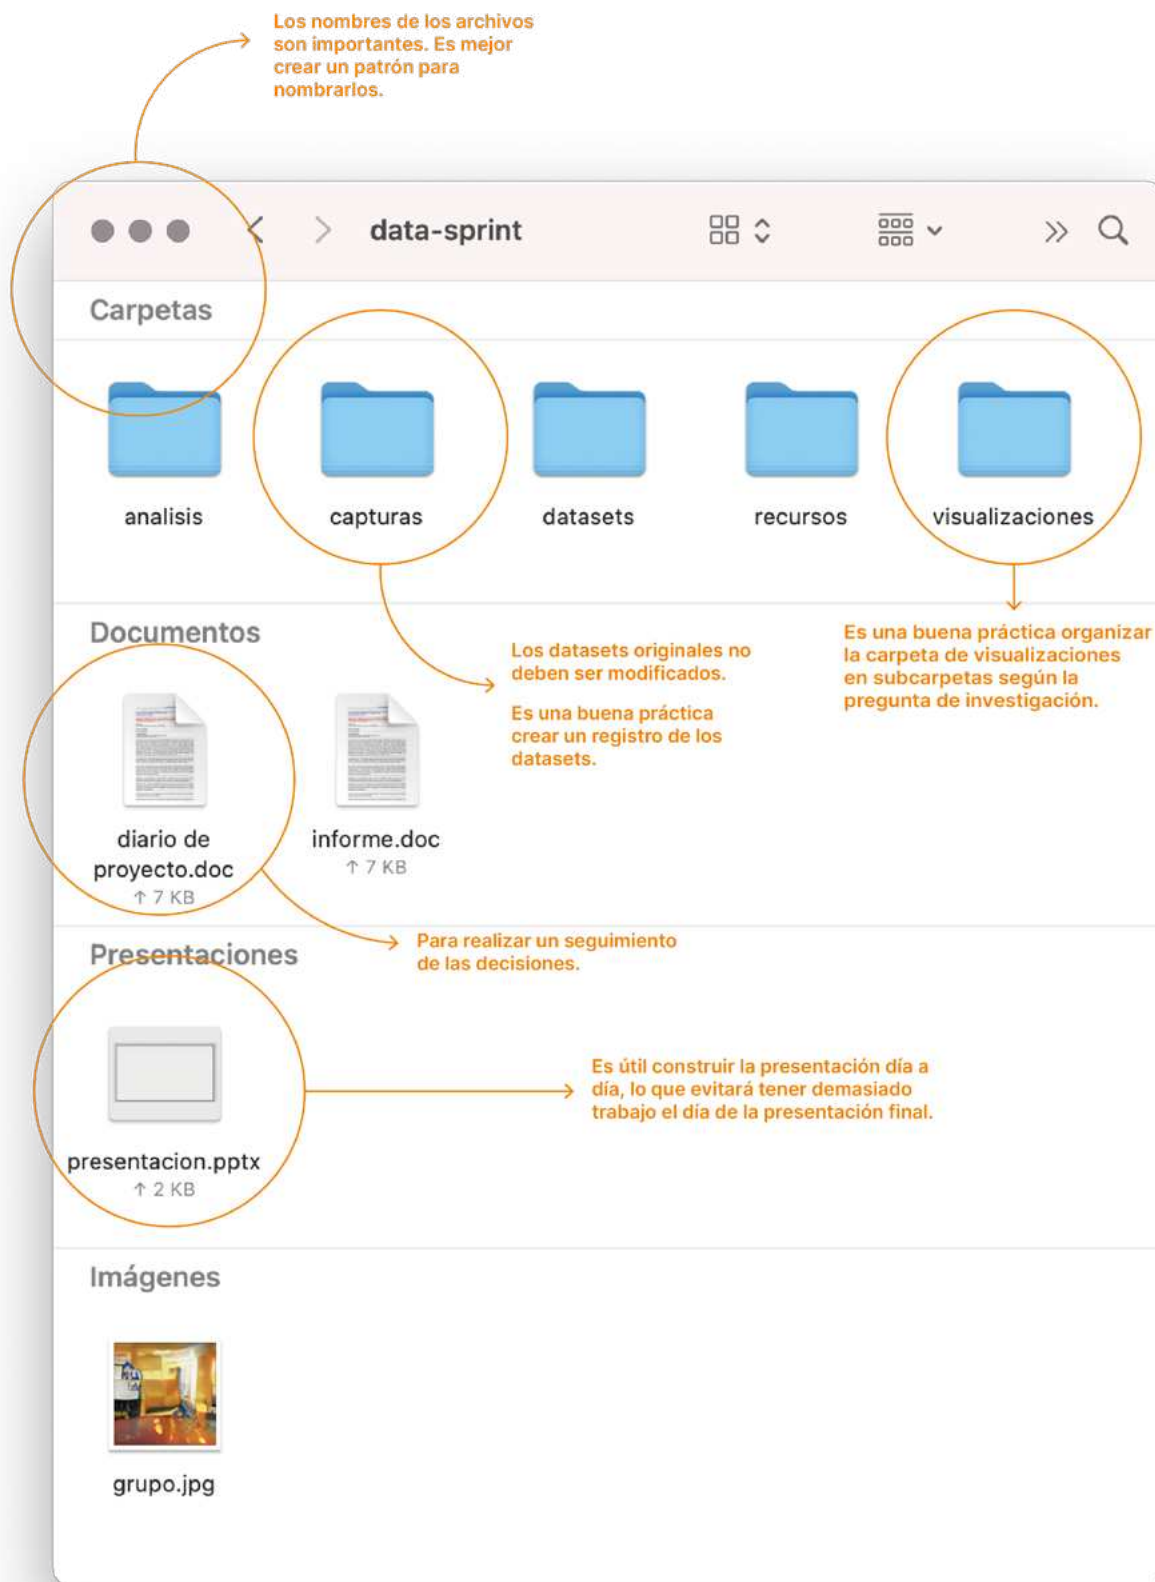 Los nombres de los archivos
son importantes. Es mejor
crear un patrón para
nombrarlos.
data-sprint
Carpetas
analisis
capturas
datasets
recursos
visualizaciones
Documentos
Los datasets originales no
deben ser modificados.
Es una buena práctica
crear un registro de los
datasets.
Es una buena práctica organizar
la carpeta de visualizaciones
en subcarpetas según la
pregunta de investigación.
diario de
proyecto.doc
↑ 7 KB
informe.doc
↑ 7 KB
Para realizar un seguimiento
de las decisiones.
Presentaciones
Es útil construir la presentación día a
día, lo que evitará tener demasiado
trabajo el día de la presentación final.
presentacion.pptx
↑ 2 KB
Imágenes
grupo.jpg